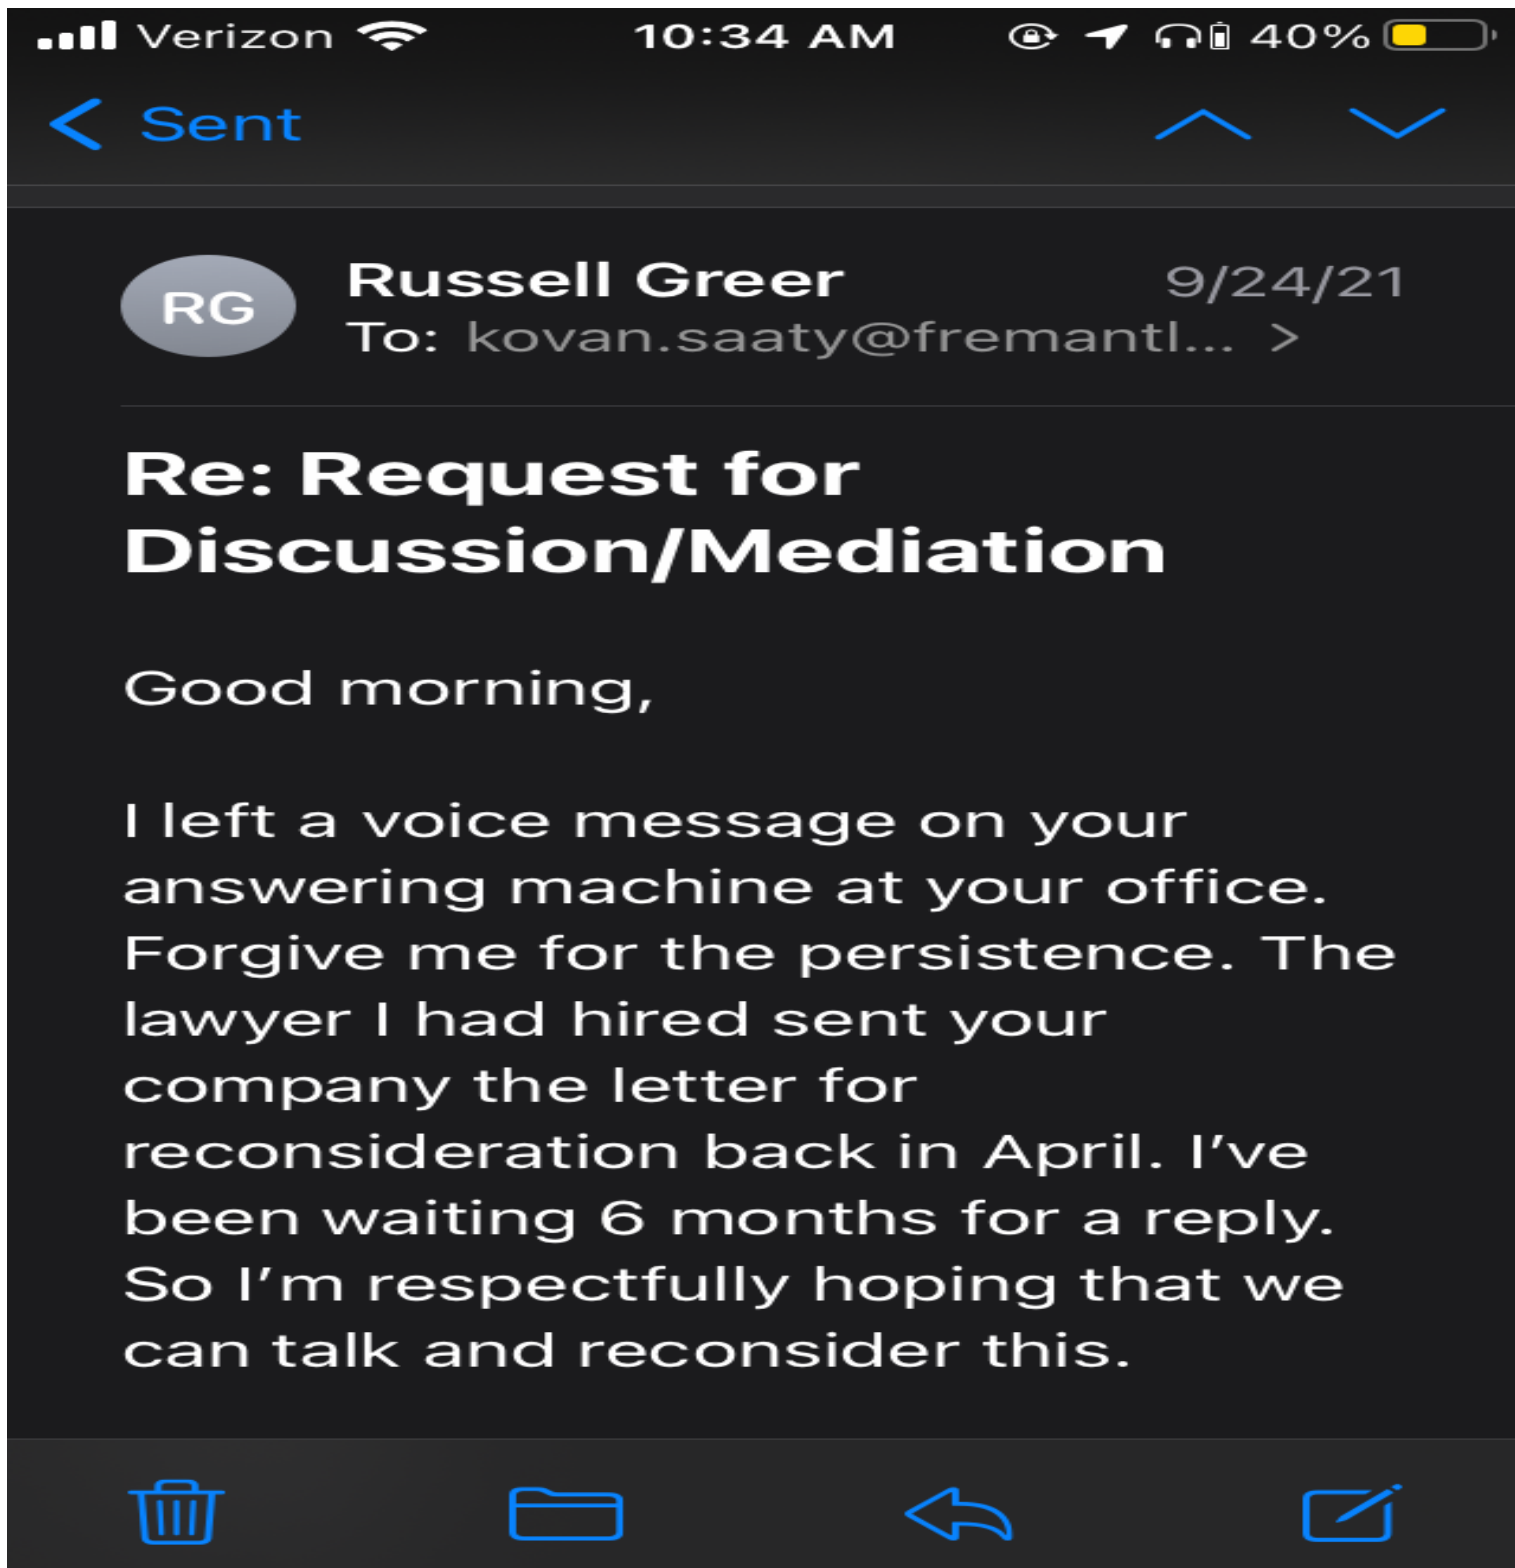 Verizon 10:34 AM 40%
Sent
RG
Russell Greer 9/24/21
To: kovan.saaty@fremantl... >
Re: Request for
Discussion/Mediation
Good morning,
I left a voice message on your
answering machine at your office.
Forgive me for the persistence. The
lawyer I had hired sent your
company the letter for
reconsideration back in April. I’ve
been waiting 6 months for a reply.
So I’m respectfully hoping that we
can talk and reconsider this.